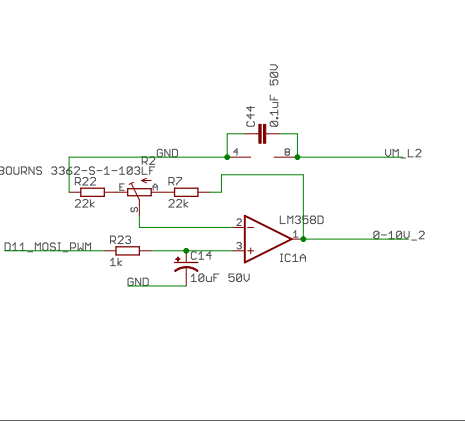 C44
0.1uF 50V
GND
4
8
VM_L2
R2
BOURNS 3362-S-1-103LF
R22
E
A
R7
22k
S
22k
LM358D
2
1
0-10V_2
D11_MOSI_PWM
R23
3
IC1A
1k
C14
10uF 50V
GND